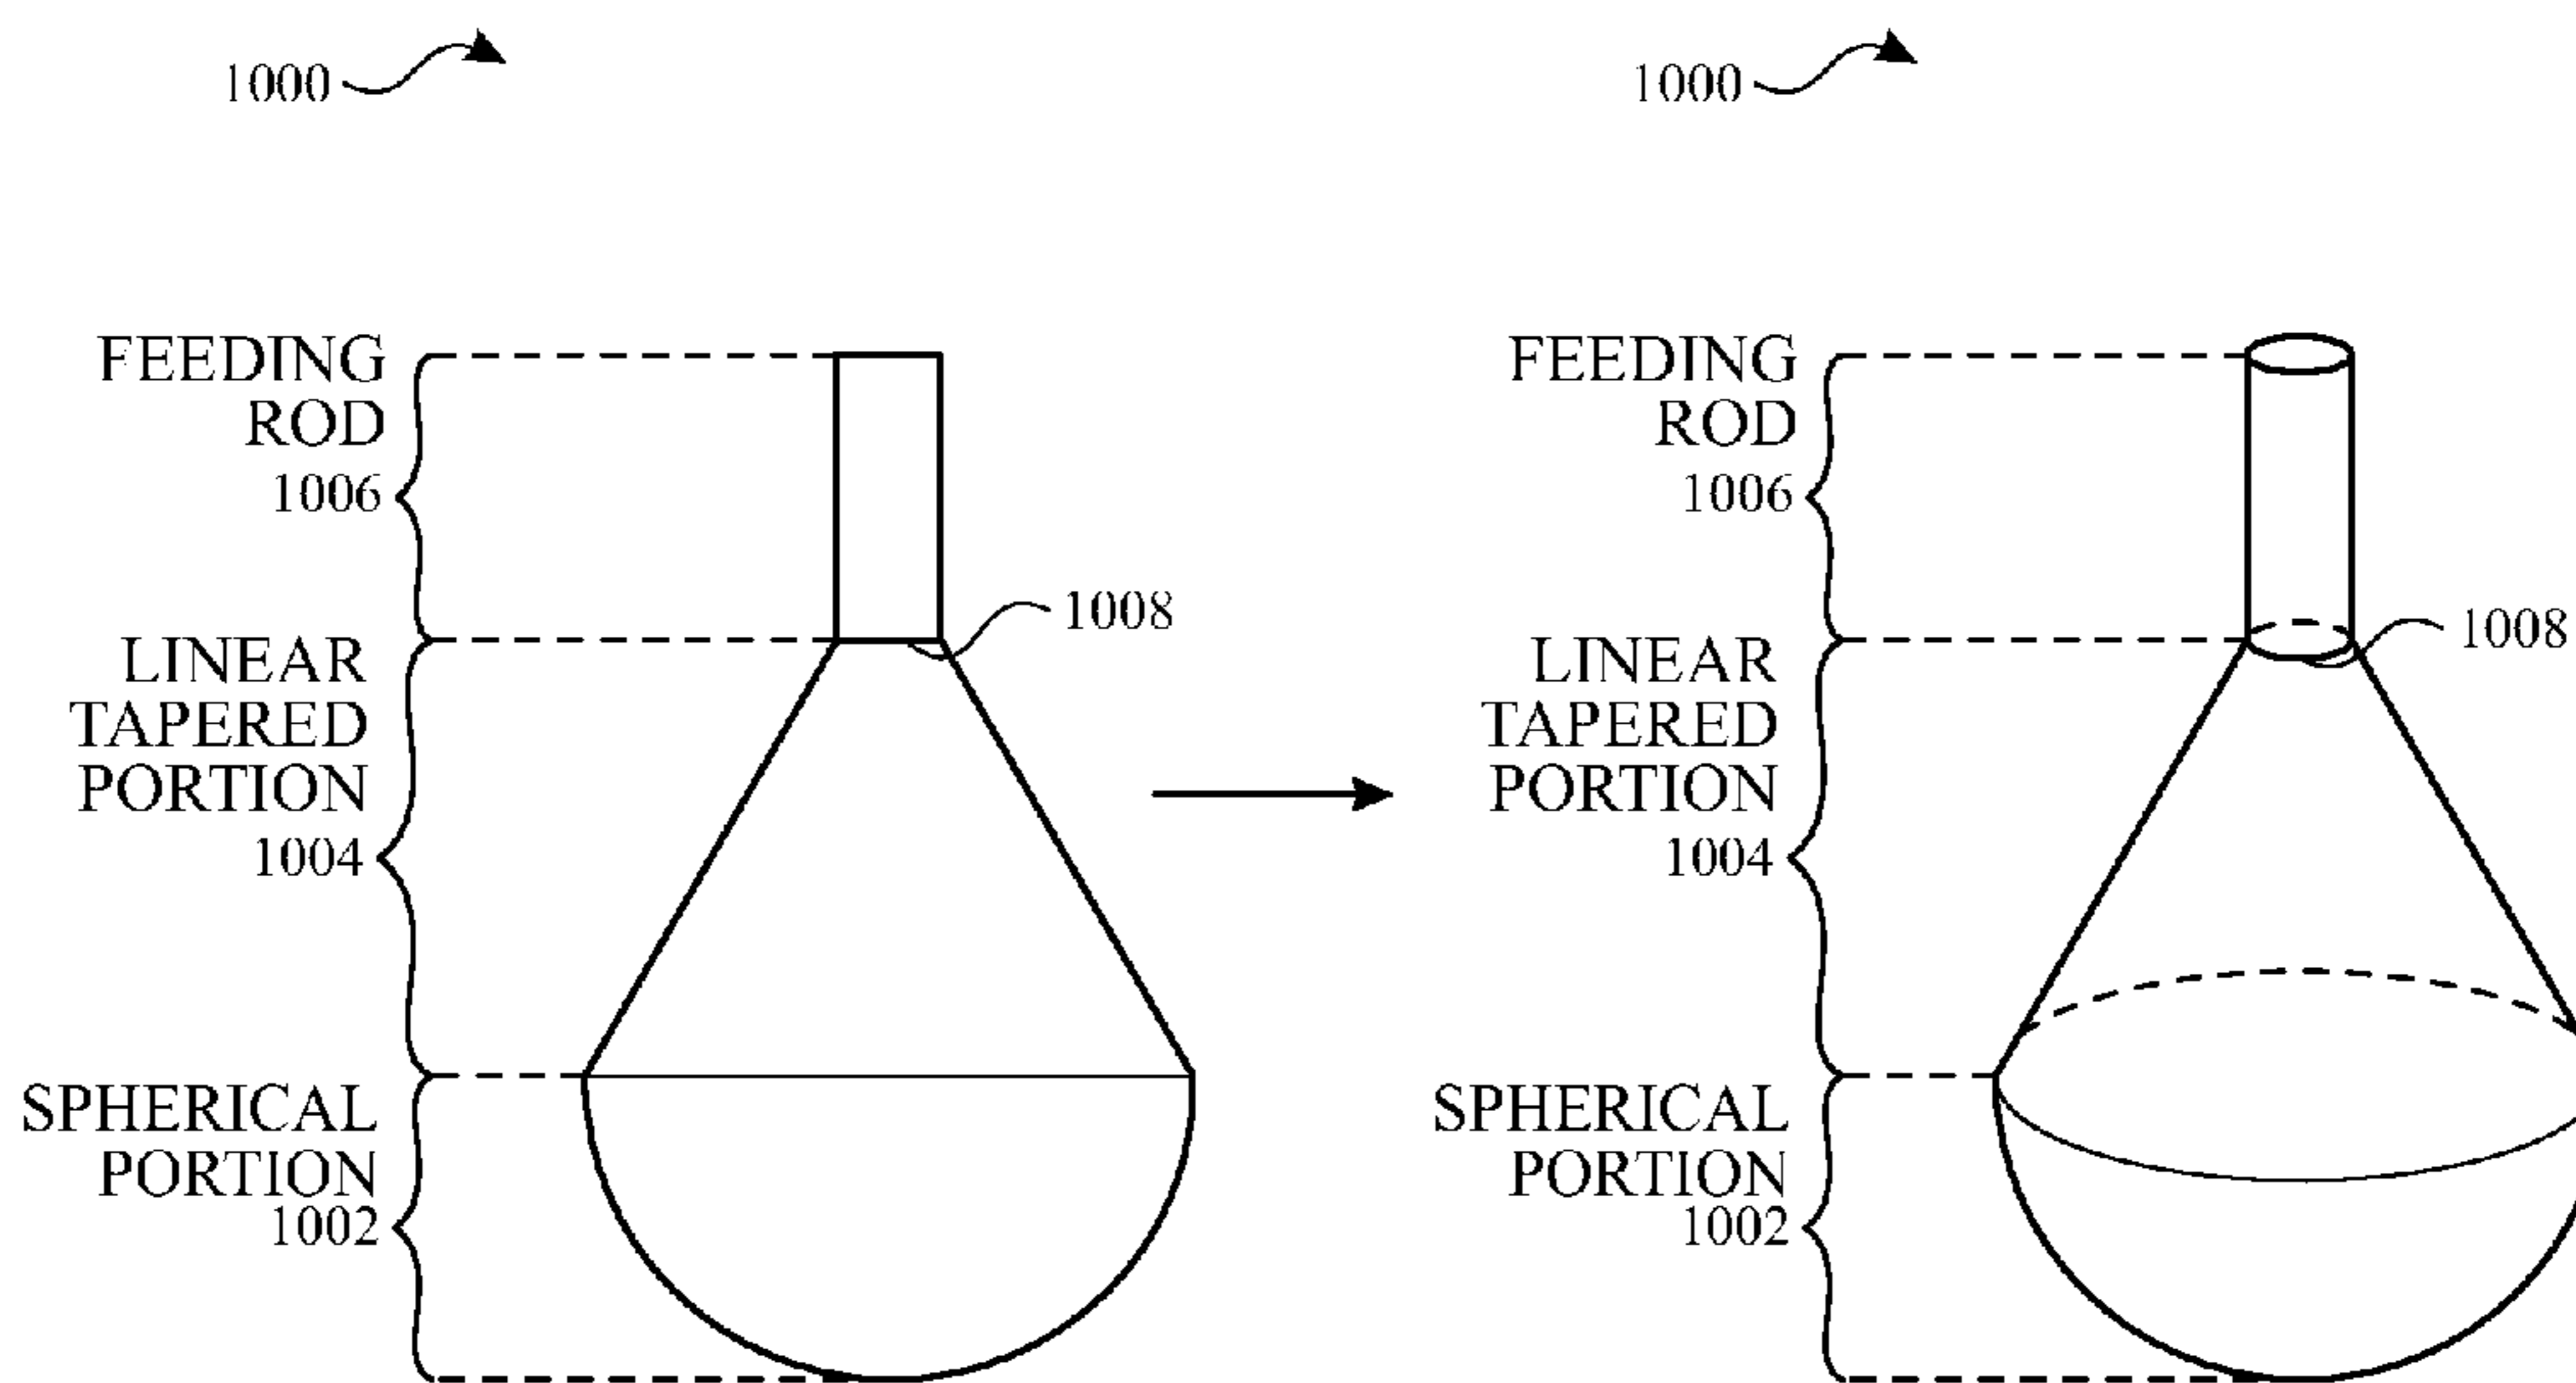 1000
FEEDING
ROD
1006
1008
LINEAR
TAPERED
PORTION
1004
SPHERICAL
PORTION
1002
1000
FEEDING
ROD
1006
1008
LINEAR
TAPERED
PORTION
1004
SPHERICAL
PORTION
1002